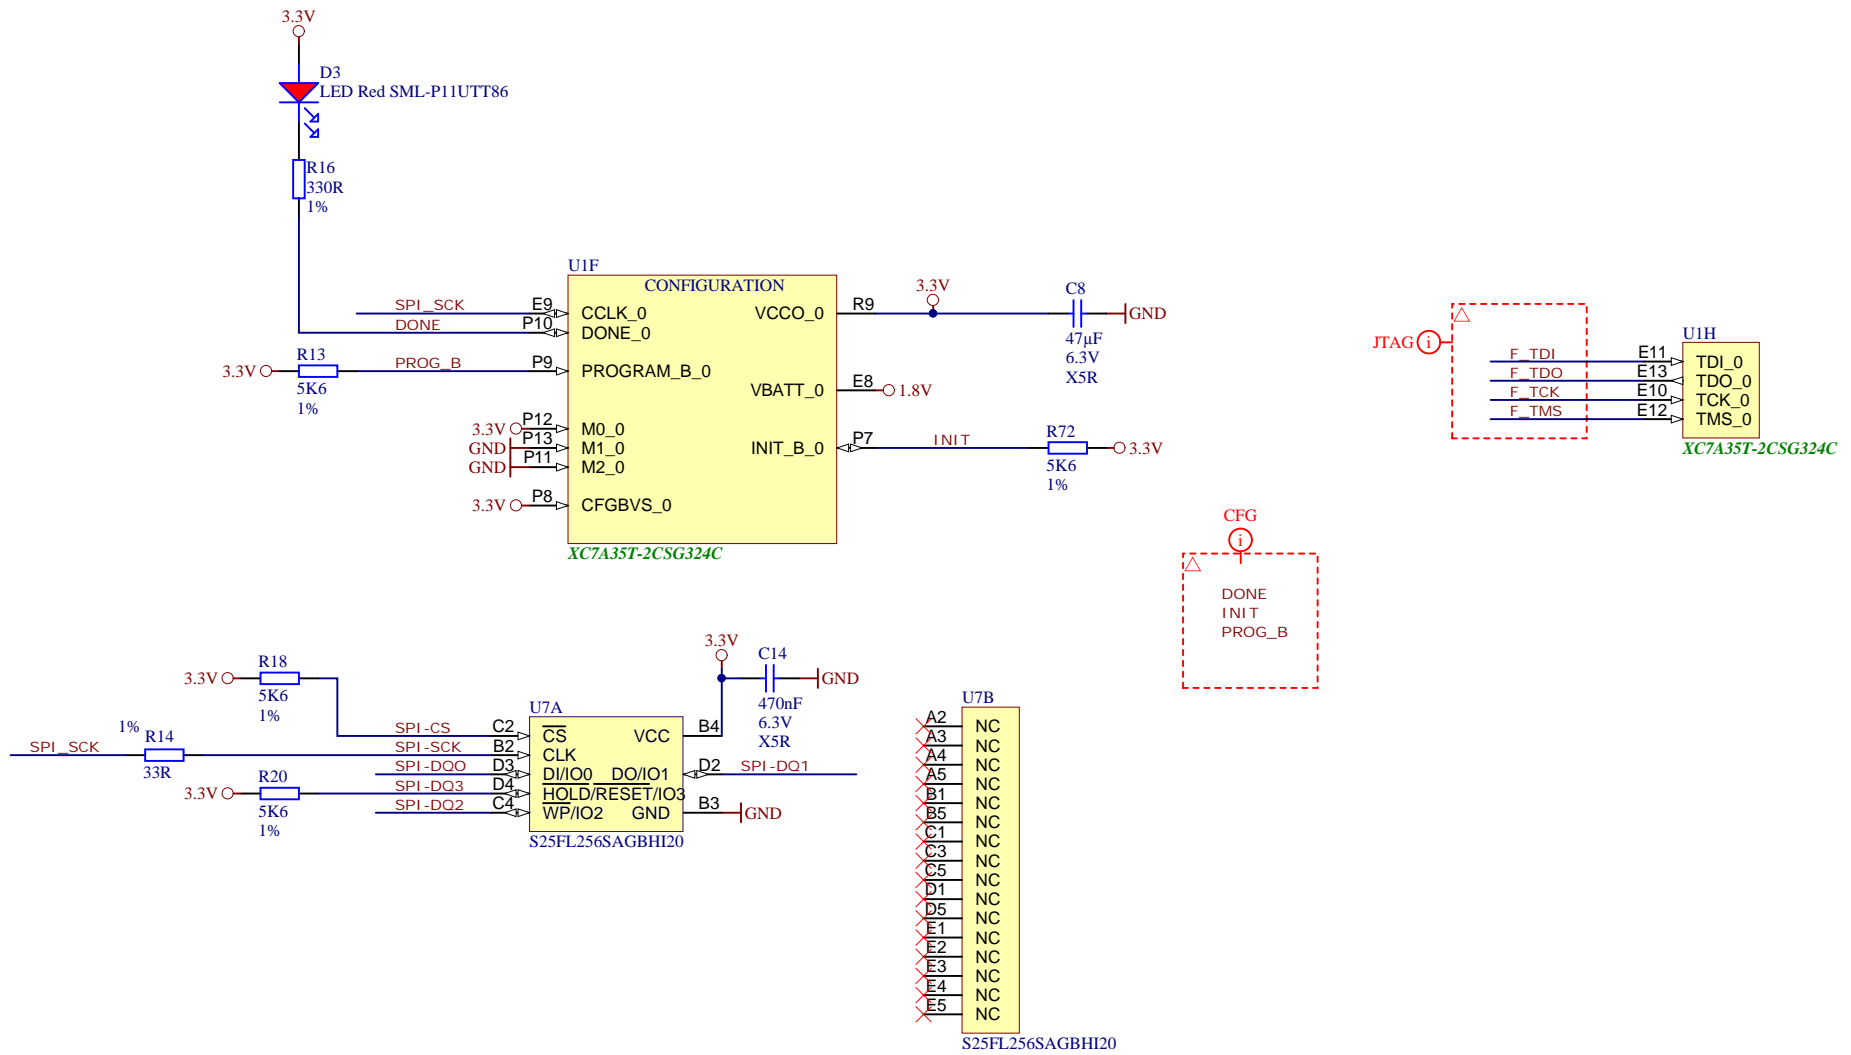 3.3V
D3
LED Red SML-P11UTT86
R16
330R
1%
U1F
CONFIGURATION
SPI_SCK
E9
CCLK_0
DONE
P10
DONE_0
3.3V
R13
5K6
1%
PROG_B
P9
PROGRAM_B_0
3.3V
P12
M0_0
GND
P13
M1_0
GND
P11
M2_0
3.3V
P8
CFGBVS_0
VCCO_0
R9
3.3V
C8
47µF
6.3V
X5R
GND
VBATT_0
E8
1.8V
INIT_B_0
P7
INIT
R72
5K6
1%
3.3V
XC7A35T-2CSG324C
JTAG
i
U1H
F_TDI
E11
TDI_0
F_TDO
E13
TDO_0
F_TCK
E10
TCK_0
F_TMS
E12
TMS_0
XC7A35T-2CSG324C
CFG
i
DONE
INIT
PROG_B
3.3V
R18
5K6
1%
SPI_SCK
1%
R14
33R
3.3V
R20
5K6
1%
U7A
SPI-CS
C2
CS
SPI-SCK
B2
CLK
SPI-DQ0
D3
DI/IO0
SPI-DQ3
D4
HOLD/RESET/IO3
SPI-DQ2
C4
WP/IO2
3.3V
C14
470nF
6.3V
X5R
GND
VCC
B4
DO/IO1
D2
SPI-DQ1
GND
B3
GND
S25FL256SAGBHI20
U7B
A2
NC
A3
NC
A4
NC
A5
NC
B1
NC
B5
NC
C1
NC
C3
NC
C5
NC
D1
NC
D5
NC
E1
NC
E2
NC
E3
NC
E4
NC
E5
NC
S25FL256SAGBHI20